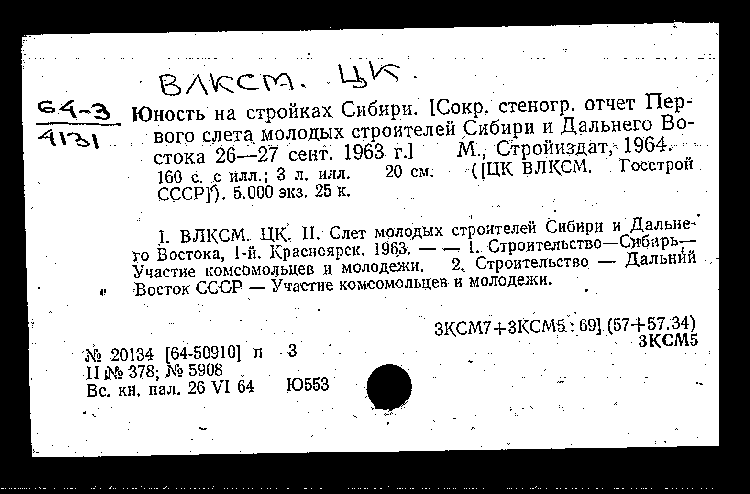 ВЛКСМ. ЦК.
64-3
4131
Юность на стройках Сибири. [Сокр. стеногр. отчет Пер-
вого слета молодых строителей Сибири и Дальнего Во-
стока 26—27 сент. 1963 г.] М., Стройиздат, 1964.
160 с. с илл.; 3 л. илл. 20 см. ([ЦК ВЛКСМ. Госстрой
СССР]). 5.000 экз. 25 к.
I. ВЛКСМ. ЦК. II. Слет молодых строителей Сибири и Дальне-
го Востока, 1-й. Красноярск. 1963. — — 1. Строительство—Сибирь—
Участие комсомольцев и молодежи. 2. Строительство — Дальний
Восток СССР — Участие комсомольцев и молодежи.
3КСМ7+3КСМ5 : 69] (57+57.34)
3КСМ5
№ 20134 [64-50910] п 3
II № 378; № 5908
Вс. кн. пал. 26 VI 64 Ю553